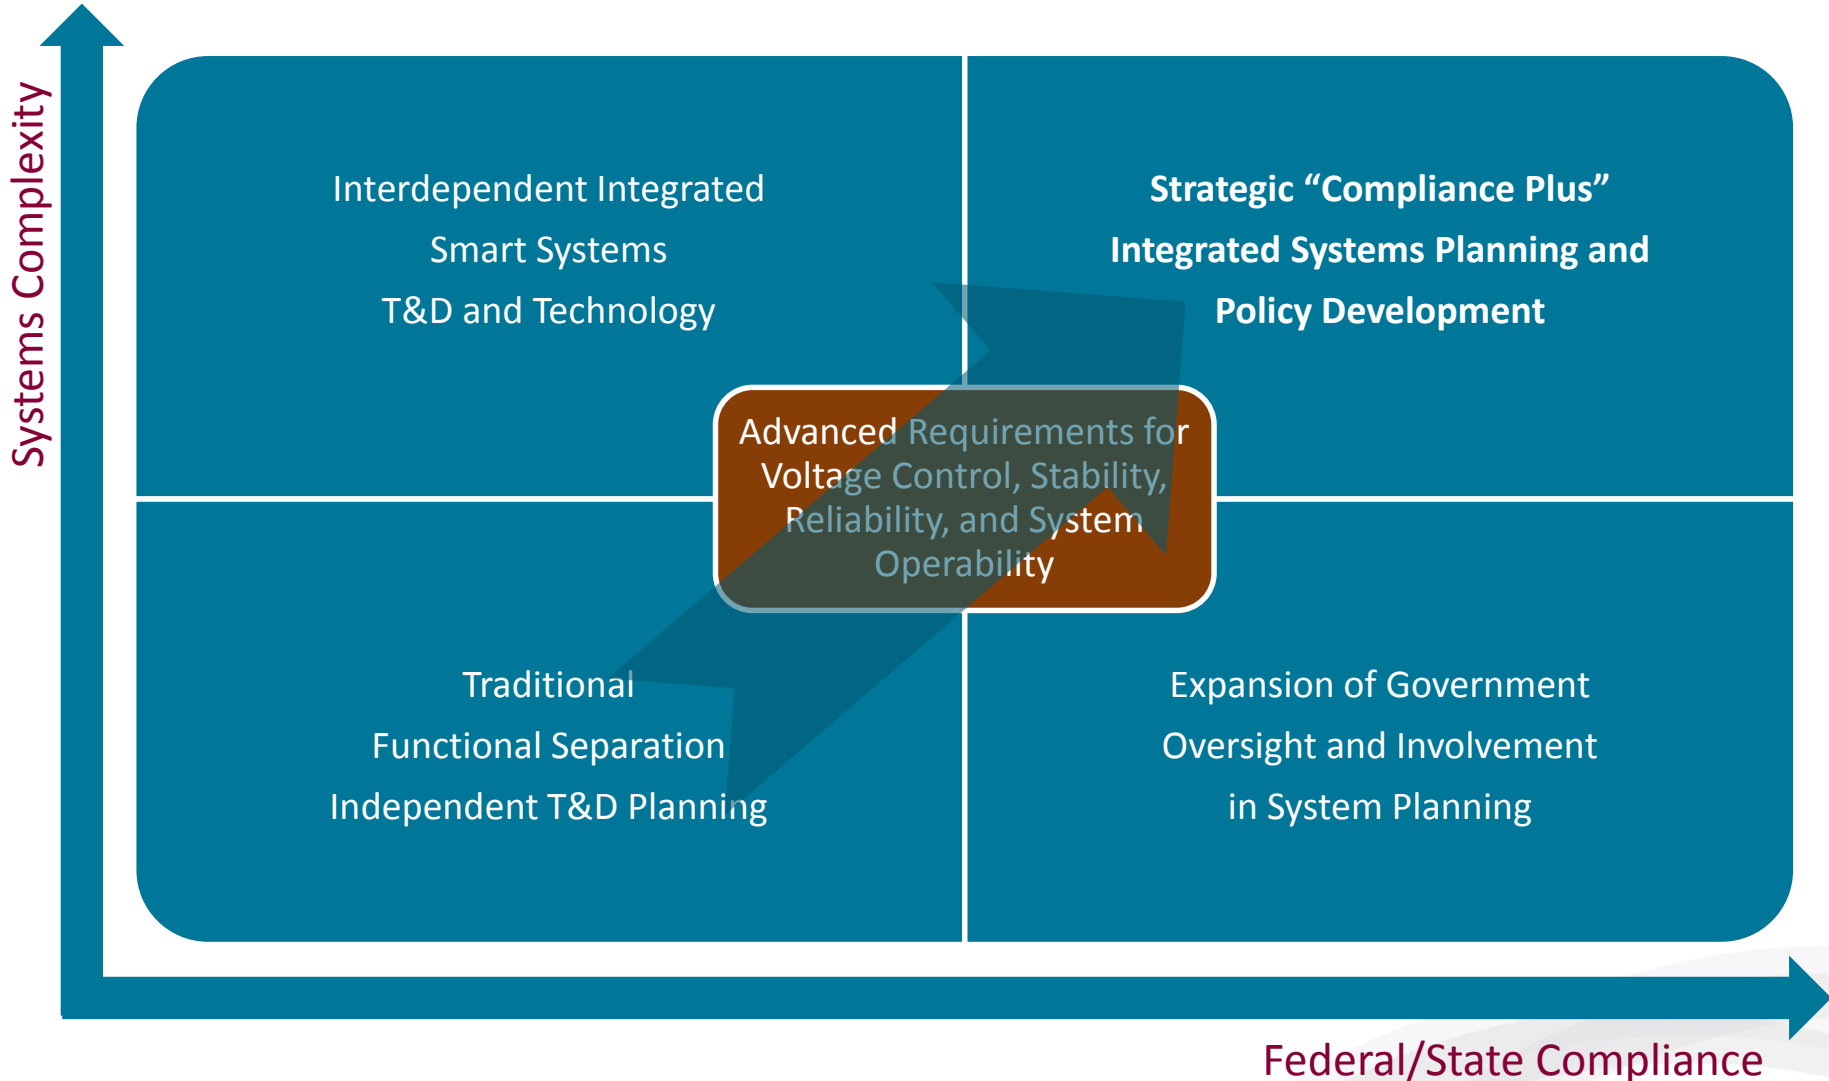 Systems Complexity
Interdependent Integrated
Smart Systems
T&D and Technology
Strategic “Compliance Plus”
Integrated Systems Planning and
Policy Development
Advanced Requirements for
Voltage Control, Stability,
Reliability, and System
Operability
Traditional
Functional Separation
Independent T&D Planning
Expansion of Government
Oversight and Involvement
in System Planning
Federal/State Compliance